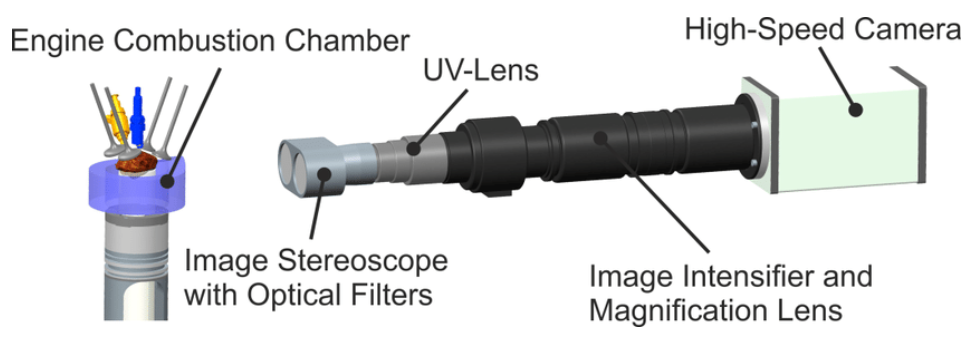 Engine Combustion Chamber
UV-Lens
High-Speed Camera
Image Stereoscope
with Optical Filters
Image Intensifier and
Magnification Lens